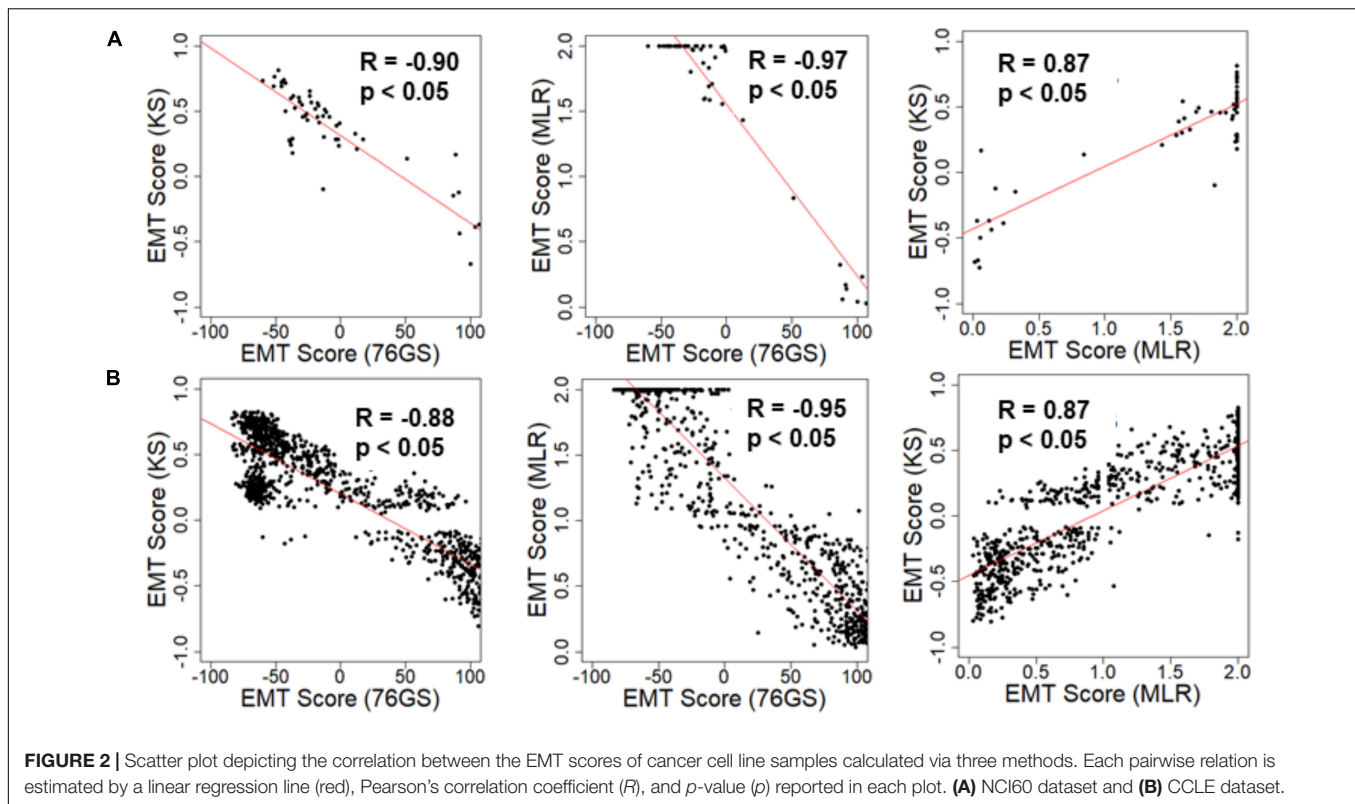 A
R = -0.90
p < 0.05
EMT Score (KS)
1.0
0.5
0.0
-0.5
-1.0
-100 -50 0 50 100
EMT Score (76GS)
R = -0.97
p < 0.05
EMT Score (MLR)
2.0
1.5
1.0
0.5
0.0
-100 -50 0 50 100
EMT Score (76GS)
R = 0.87
p < 0.05
EMT Score (KS)
1.0
0.5
0.0
-0.5
-1.0
0.0 0.5 1.0 1.5 2.0
EMT Score (MLR)
B
R = -0.88
p < 0.05
EMT Score (KS)
1.0
0.5
0.0
-0.5
-1.0
-100 -50 0 50 100
EMT Score (76GS)
R = -0.95
p < 0.05
EMT Score (MLR)
2.0
1.5
1.0
0.5
0.0
-100 -50 0 50 100
EMT Score (76GS)
R = 0.87
p < 0.05
EMT Score (KS)
1.0
0.5
0.0
-0.5
-1.0
0.0 0.5 1.0 1.5 2.0
EMT Score (MLR)
FIGURE 2 | Scatter plot depicting the correlation between the EMT scores of cancer cell line samples calculated via three methods. Each pairwise relation is
estimated by a linear regression line (red), Pearson's correlation coefficient (R), and p-value (p) reported in each plot. (A) NCI60 dataset and (B) CCLE dataset.